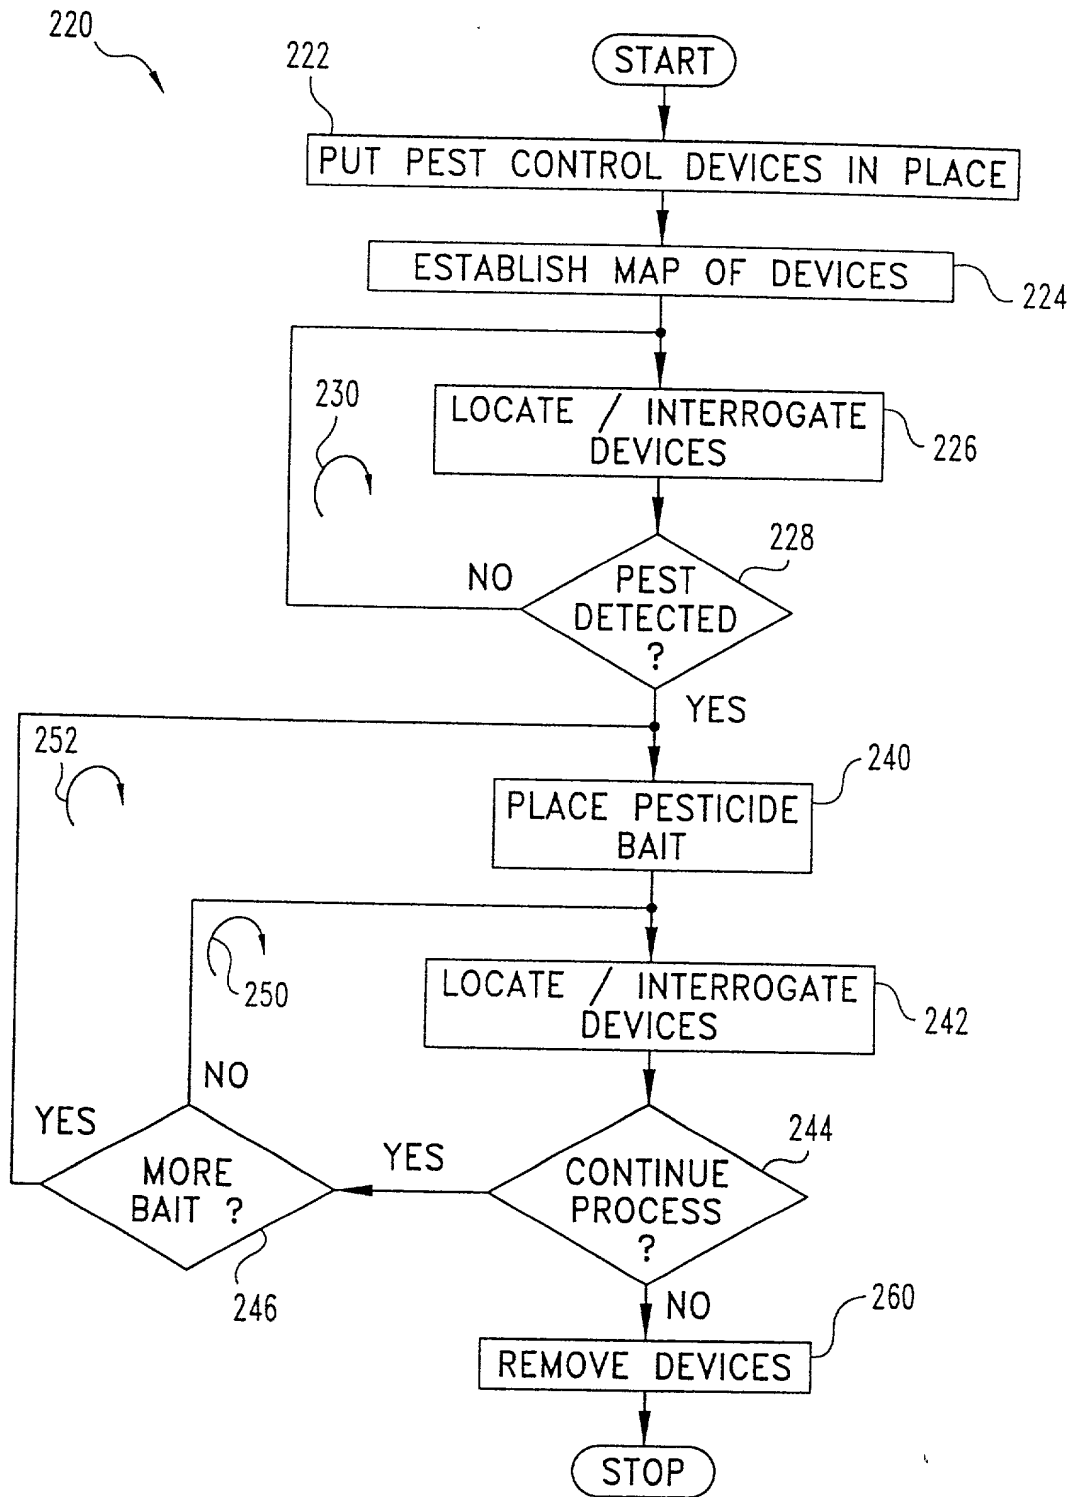 220
START
222
PUT PEST CONTROL DEVICES IN PLACE
ESTABLISH MAP OF DEVICES
224
230
LOCATE / INTERROGATE
DEVICES
226
228
NO
PEST
DETECTED
?
YES
252
240
PLACE PESTICIDE
BAIT
250
LOCATE / INTERROGATE
DEVICES
242
NO
YES
MORE
BAIT ?
246
YES
244
CONTINUE
PROCESS
?
NO
260
REMOVE DEVICES
STOP